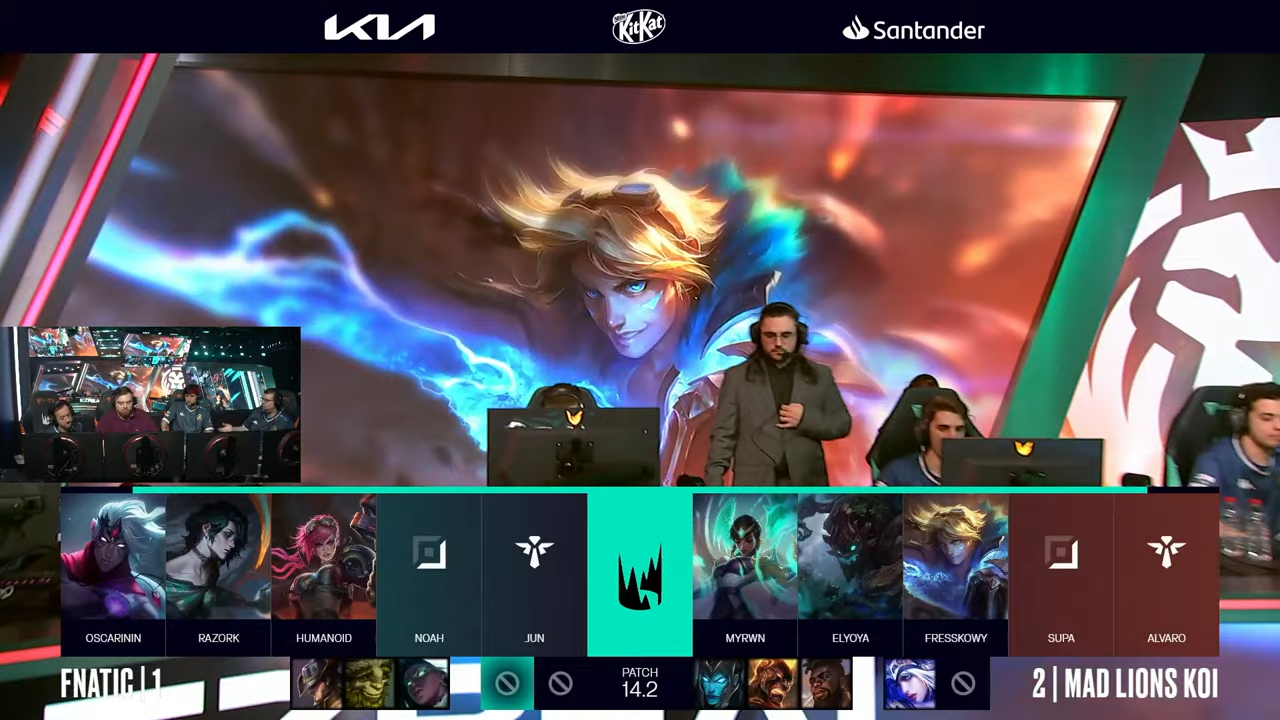 KIA
Nestle KitKat
Santander
OSCARININ
RAZORK
HUMANOID
NOAH
JUN
MYRWN
ELYOYA
FRESSKOWY
SUPA
ALVARO
FNATIC | 1
PATCH
14.2
2 | MAD LIONS KOI